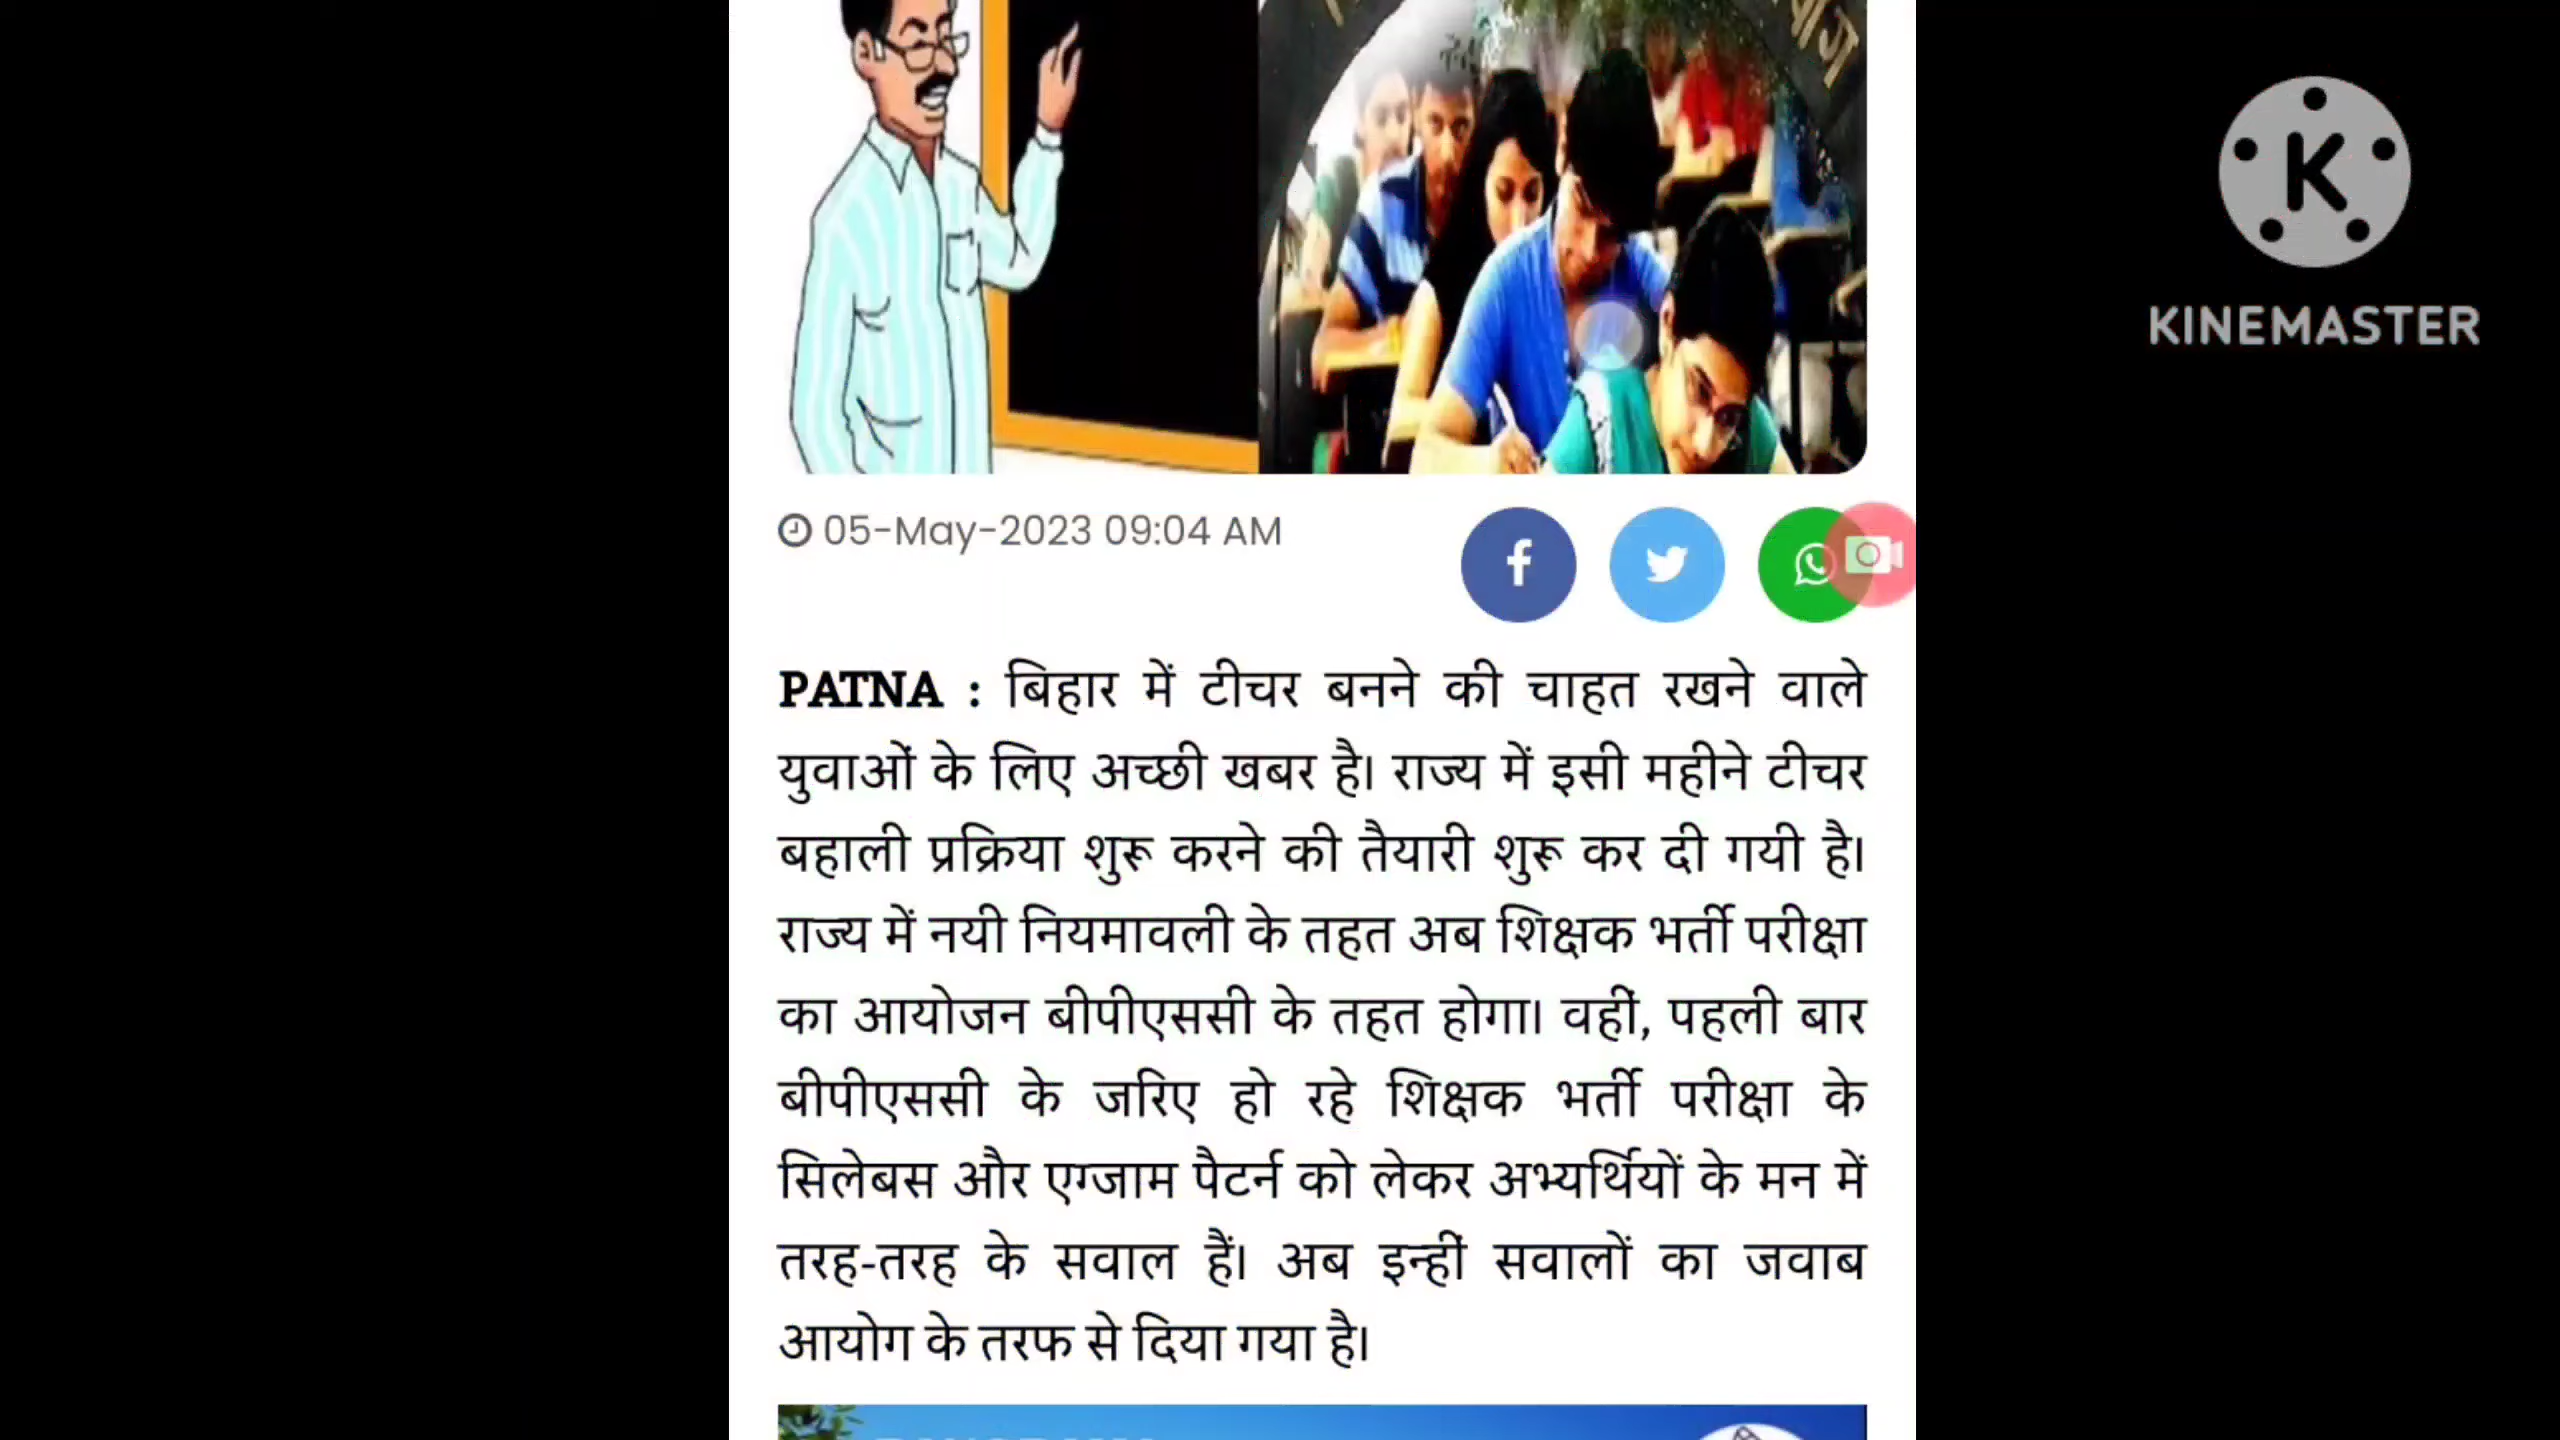 K
KINEMASTER
05-May-2023 09:04 AM
PATNA : बिहार में टीचर बनने की चाहत रखने वाले
युवाओं के लिए अच्छी खबर है। राज्य में इसी महीने टीचर
बहाली प्रक्रिया शुरू करने की तैयारी शुरू कर दी गयी है।
राज्य में नयी नियमावली के तहत अब शिक्षक भर्ती परीक्षा
का आयोजन बीपीएससी के तहत होगा। वहीं, पहली बार
बीपीएससी के जरिए हो रहे शिक्षक भर्ती परीक्षा के
सिलेबस और एग्जाम पैटर्न को लेकर अभ्यर्थियों के मन में
तरह-तरह के सवाल हैं। अब इन्हीं सवालों का जवाब
आयोग के तरफ से दिया गया है।